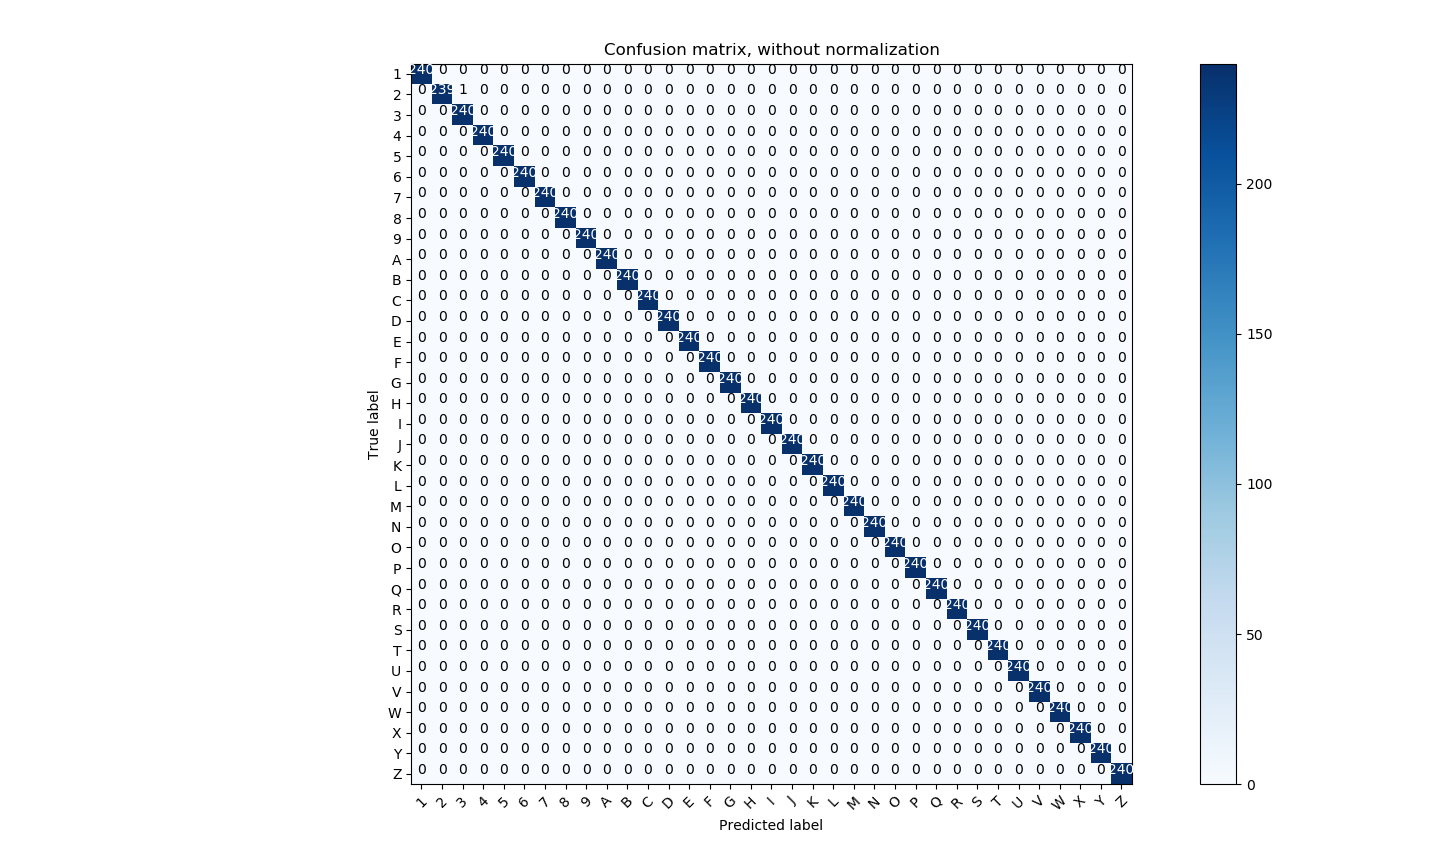 Confusion matrix, without normalization
1 240 0 0 0 0 0 0 0 0 0 0 0 0 0 0 0 0 0 0 0 0 0 0 0 0 0 0 0 0 0 0 0 0 0 0
2 0 239 1 0 0 0 0 0 0 0 0 0 0 0 0 0 0 0 0 0 0 0 0 0 0 0 0 0 0 0 0 0 0 0 0
3 0 0 240 0 0 0 0 0 0 0 0 0 0 0 0 0 0 0 0 0 0 0 0 0 0 0 0 0 0 0 0 0 0 0 0
4 0 0 0 240 0 0 0 0 0 0 0 0 0 0 0 0 0 0 0 0 0 0 0 0 0 0 0 0 0 0 0 0 0 0 0
5 0 0 0 0 240 0 0 0 0 0 0 0 0 0 0 0 0 0 0 0 0 0 0 0 0 0 0 0 0 0 0 0 0 0 0
6 0 0 0 0 0 240 0 0 0 0 0 0 0 0 0 0 0 0 0 0 0 0 0 0 0 0 0 0 0 0 0 0 0 0 0
7 0 0 0 0 0 0 240 0 0 0 0 0 0 0 0 0 0 0 0 0 0 0 0 0 0 0 0 0 0 0 0 0 0 0 0
8 0 0 0 0 0 0 0 240 0 0 0 0 0 0 0 0 0 0 0 0 0 0 0 0 0 0 0 0 0 0 0 0 0 0 0
9 0 0 0 0 0 0 0 0 240 0 0 0 0 0 0 0 0 0 0 0 0 0 0 0 0 0 0 0 0 0 0 0 0 0 0
A 0 0 0 0 0 0 0 0 0 240 0 0 0 0 0 0 0 0 0 0 0 0 0 0 0 0 0 0 0 0 0 0 0 0 0
B 0 0 0 0 0 0 0 0 0 0 240 0 0 0 0 0 0 0 0 0 0 0 0 0 0 0 0 0 0 0 0 0 0 0 0
C 0 0 0 0 0 0 0 0 0 0 0 240 0 0 0 0 0 0 0 0 0 0 0 0 0 0 0 0 0 0 0 0 0 0 0
D 0 0 0 0 0 0 0 0 0 0 0 0 240 0 0 0 0 0 0 0 0 0 0 0 0 0 0 0 0 0 0 0 0 0 0
E 0 0 0 0 0 0 0 0 0 0 0 0 0 240 0 0 0 0 0 0 0 0 0 0 0 0 0 0 0 0 0 0 0 0 0
F 0 0 0 0 0 0 0 0 0 0 0 0 0 0 240 0 0 0 0 0 0 0 0 0 0 0 0 0 0 0 0 0 0 0 0
G 0 0 0 0 0 0 0 0 0 0 0 0 0 0 0 240 0 0 0 0 0 0 0 0 0 0 0 0 0 0 0 0 0 0 0
H 0 0 0 0 0 0 0 0 0 0 0 0 0 0 0 0 240 0 0 0 0 0 0 0 0 0 0 0 0 0 0 0 0 0 0
I 0 0 0 0 0 0 0 0 0 0 0 0 0 0 0 0 0 240 0 0 0 0 0 0 0 0 0 0 0 0 0 0 0 0 0
J 0 0 0 0 0 0 0 0 0 0 0 0 0 0 0 0 0 0 240 0 0 0 0 0 0 0 0 0 0 0 0 0 0 0 0
K 0 0 0 0 0 0 0 0 0 0 0 0 0 0 0 0 0 0 0 240 0 0 0 0 0 0 0 0 0 0 0 0 0 0 0
L 0 0 0 0 0 0 0 0 0 0 0 0 0 0 0 0 0 0 0 0 240 0 0 0 0 0 0 0 0 0 0 0 0 0 0
M 0 0 0 0 0 0 0 0 0 0 0 0 0 0 0 0 0 0 0 0 0 240 0 0 0 0 0 0 0 0 0 0 0 0 0
N 0 0 0 0 0 0 0 0 0 0 0 0 0 0 0 0 0 0 0 0 0 0 240 0 0 0 0 0 0 0 0 0 0 0 0
O 0 0 0 0 0 0 0 0 0 0 0 0 0 0 0 0 0 0 0 0 0 0 0 240 0 0 0 0 0 0 0 0 0 0 0
P 0 0 0 0 0 0 0 0 0 0 0 0 0 0 0 0 0 0 0 0 0 0 0 0 240 0 0 0 0 0 0 0 0 0 0
Q 0 0 0 0 0 0 0 0 0 0 0 0 0 0 0 0 0 0 0 0 0 0 0 0 0 240 0 0 0 0 0 0 0 0 0
R 0 0 0 0 0 0 0 0 0 0 0 0 0 0 0 0 0 0 0 0 0 0 0 0 0 0 240 0 0 0 0 0 0 0 0
S 0 0 0 0 0 0 0 0 0 0 0 0 0 0 0 0 0 0 0 0 0 0 0 0 0 0 0 240 0 0 0 0 0 0 0
T 0 0 0 0 0 0 0 0 0 0 0 0 0 0 0 0 0 0 0 0 0 0 0 0 0 0 0 0 240 0 0 0 0 0 0
U 0 0 0 0 0 0 0 0 0 0 0 0 0 0 0 0 0 0 0 0 0 0 0 0 0 0 0 0 0 240 0 0 0 0 0
V 0 0 0 0 0 0 0 0 0 0 0 0 0 0 0 0 0 0 0 0 0 0 0 0 0 0 0 0 0 0 240 0 0 0 0
W 0 0 0 0 0 0 0 0 0 0 0 0 0 0 0 0 0 0 0 0 0 0 0 0 0 0 0 0 0 0 0 240 0 0 0
X 0 0 0 0 0 0 0 0 0 0 0 0 0 0 0 0 0 0 0 0 0 0 0 0 0 0 0 0 0 0 0 0 240 0 0
Y 0 0 0 0 0 0 0 0 0 0 0 0 0 0 0 0 0 0 0 0 0 0 0 0 0 0 0 0 0 0 0 0 0 240 0
Z 0 0 0 0 0 0 0 0 0 0 0 0 0 0 0 0 0 0 0 0 0 0 0 0 0 0 0 0 0 0 0 0 0 0 240
1 2 3 4 5 6 7 8 9 A B C D E F G H I J K L M N O P Q R S T U V W X Y Z
True label
Predicted label
200
150
100
50
0